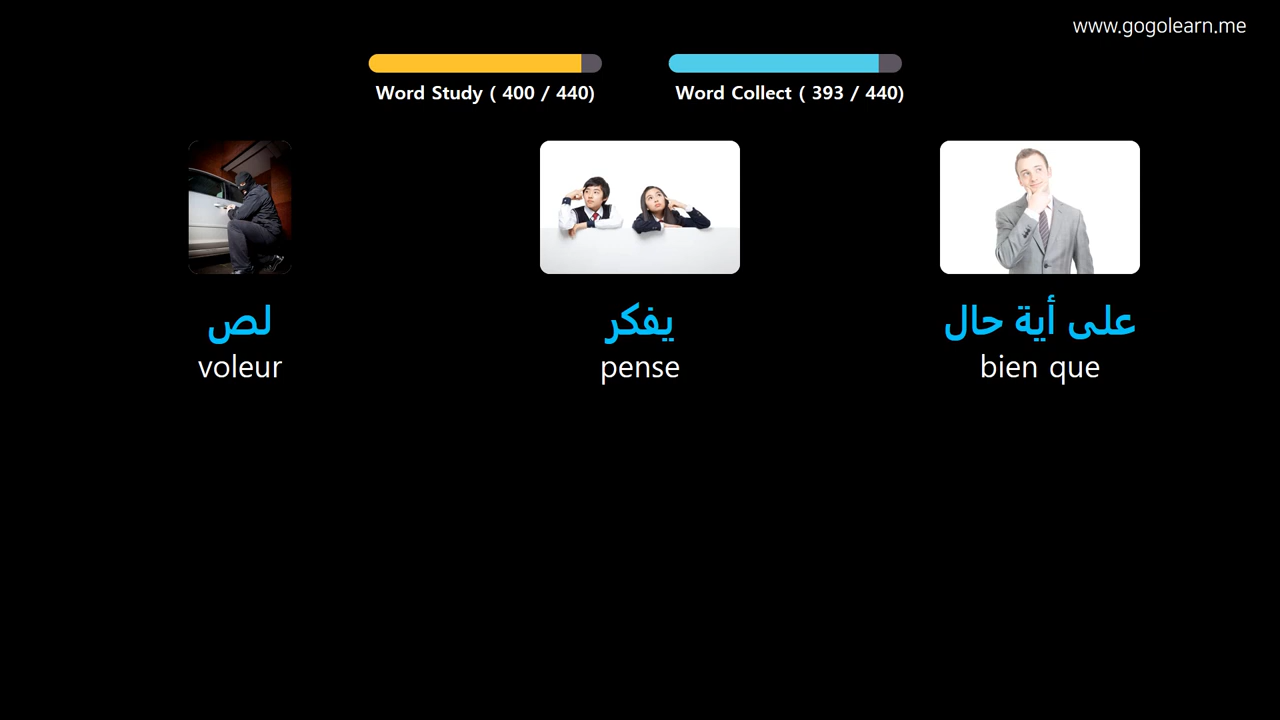 www.gogolearn.me
Word Study ( 400 / 440)
Word Collect ( 393 / 440)
لص
voleur
يفكر
pense
على أية حال
bien que